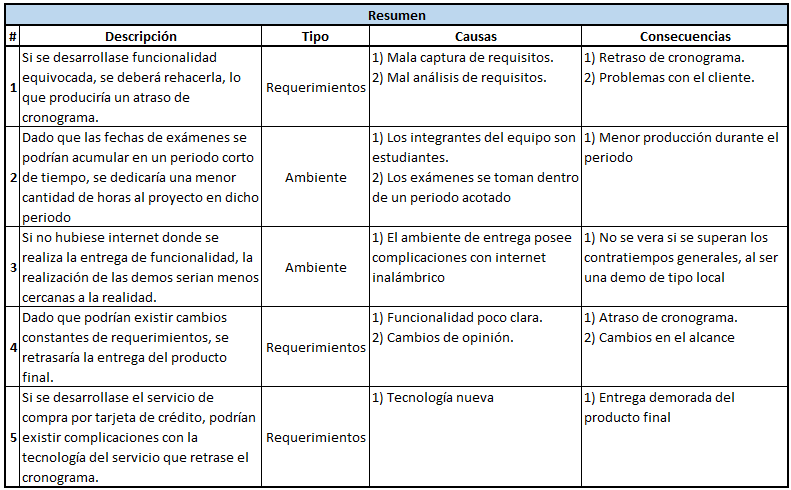 Resumen
# Descripción Tipo Causas Consecuencias
1
Si se desarrollase funcionalidad
equivocada, se deberá rehacerla, lo
que produciría un atraso de
cronograma.
Requerimientos
1) Mala captura de requisitos.
2) Mal análisis de requisitos.
1) Retraso de cronograma.
2) Problemas con el cliente.
2
Dado que las fechas de exámenes se
podrían acumular en un periodo corto
de tiempo, se dedicaría una menor
cantidad de horas al proyecto en dicho
periodo
Ambiente
1) Los integrantes del equipo son
estudiantes.
2) Los exámenes se toman dentro
de un periodo acotado
1) Menor producción durante el
periodo
3
Si no hubiese internet donde se
realiza la entrega de funcionalidad, la
realización de las demos serian menos
cercanas a la realidad.
Ambiente
1) El ambiente de entrega posee
complicaciones con internet
inalámbrico
1) No se vera si se superan los
contratiempos generales, al ser
una demo de tipo local
4
Dado que podrían existir cambios
constantes de requerimientos, se
retrasaría la entrega del producto
final.
Requerimientos
1) Funcionalidad poco clara.
2) Cambios de opinión.
1) Atraso de cronograma.
2) Cambios en el alcance
5
Si se desarrollase el servicio de
compra por tarjeta de crédito, podrían
existir complicaciones con la
tecnología del servicio que retrase el
cronograma.
Requerimientos
1) Tecnología nueva
1) Entrega demorada del
producto final